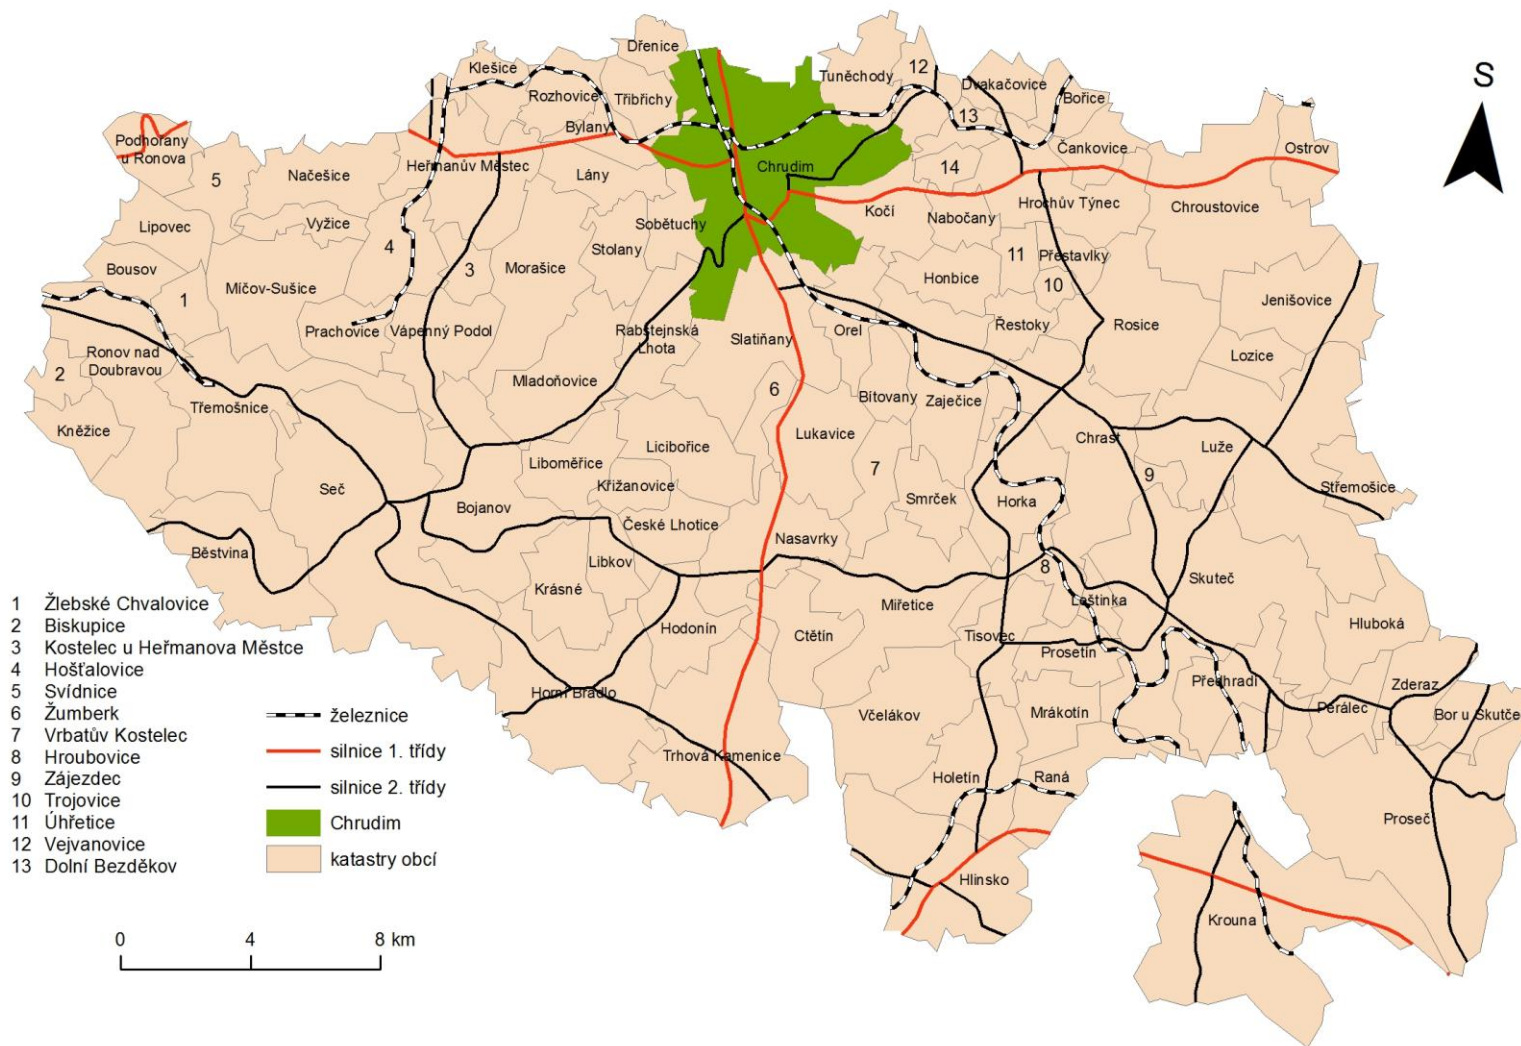 Dřenice
S
Klešice
Tuněchody
12
Dvakačovice
Rozhovice
Třibřichy
Bořice
13
Bylany
Podhořany
u Ronova
Heřmanův Městec
Chrudim
14
Čankovice
Ostrov
5
Načešice
Lány
Hrochův Týnec
Chroustovice
Kočí
Nabočany
Lipovec
Vyžice
Sobětuchy
4
Stolany
11
Přestavlky
Bousov
3
Morašice
Honbice
10
1
Míčov-Sušice
Jenišovice
Prachovice
Vápenný Podol
Rabštejnská
Lhota
Slatiňany
Orel
Řestoky
Rosice
Ronov nad
Doubravou
2
Lozice
Mladoňovice
6
Bítovany
Zaječice
Třemošnice
Kněžice
Lukavice
Chrast
Luže
Licibořice
Liboměřice
7
9
Seč
Křižanovice
Smrček
Horka
Střemošice
Bojanov
České Lhotice
Nasavrky
Běstvina
Libkov
8
Skuteč
Krásné
Miřetice
Leštinka
Hodonín
Ctětín
Tisovec
Prosetín
Hluboká
Předhradí
Zderaz
Horní Bradlo
Včelákov
Mrákotín
Perálec
Bor u Skutče
Trhová Kamenice
Holetín
Raná
Proseč
Hlinsko
Krouna
1 Žlebské Chvalovice
2 Biskupice
3 Kostelec u Heřmanova Městce
4 Hošťalovice
5 Svídnice
6 Žumberk
7 Vrbatův Kostelec
8 Hroubovice
9 Zájezdec
10 Trojovice
11 Úhřetice
12 Vejvanovice
13 Dolní Bezděkov
železnice
silnice 1. třídy
silnice 2. třídy
Chrudim
katastry obcí
0 4 8 km